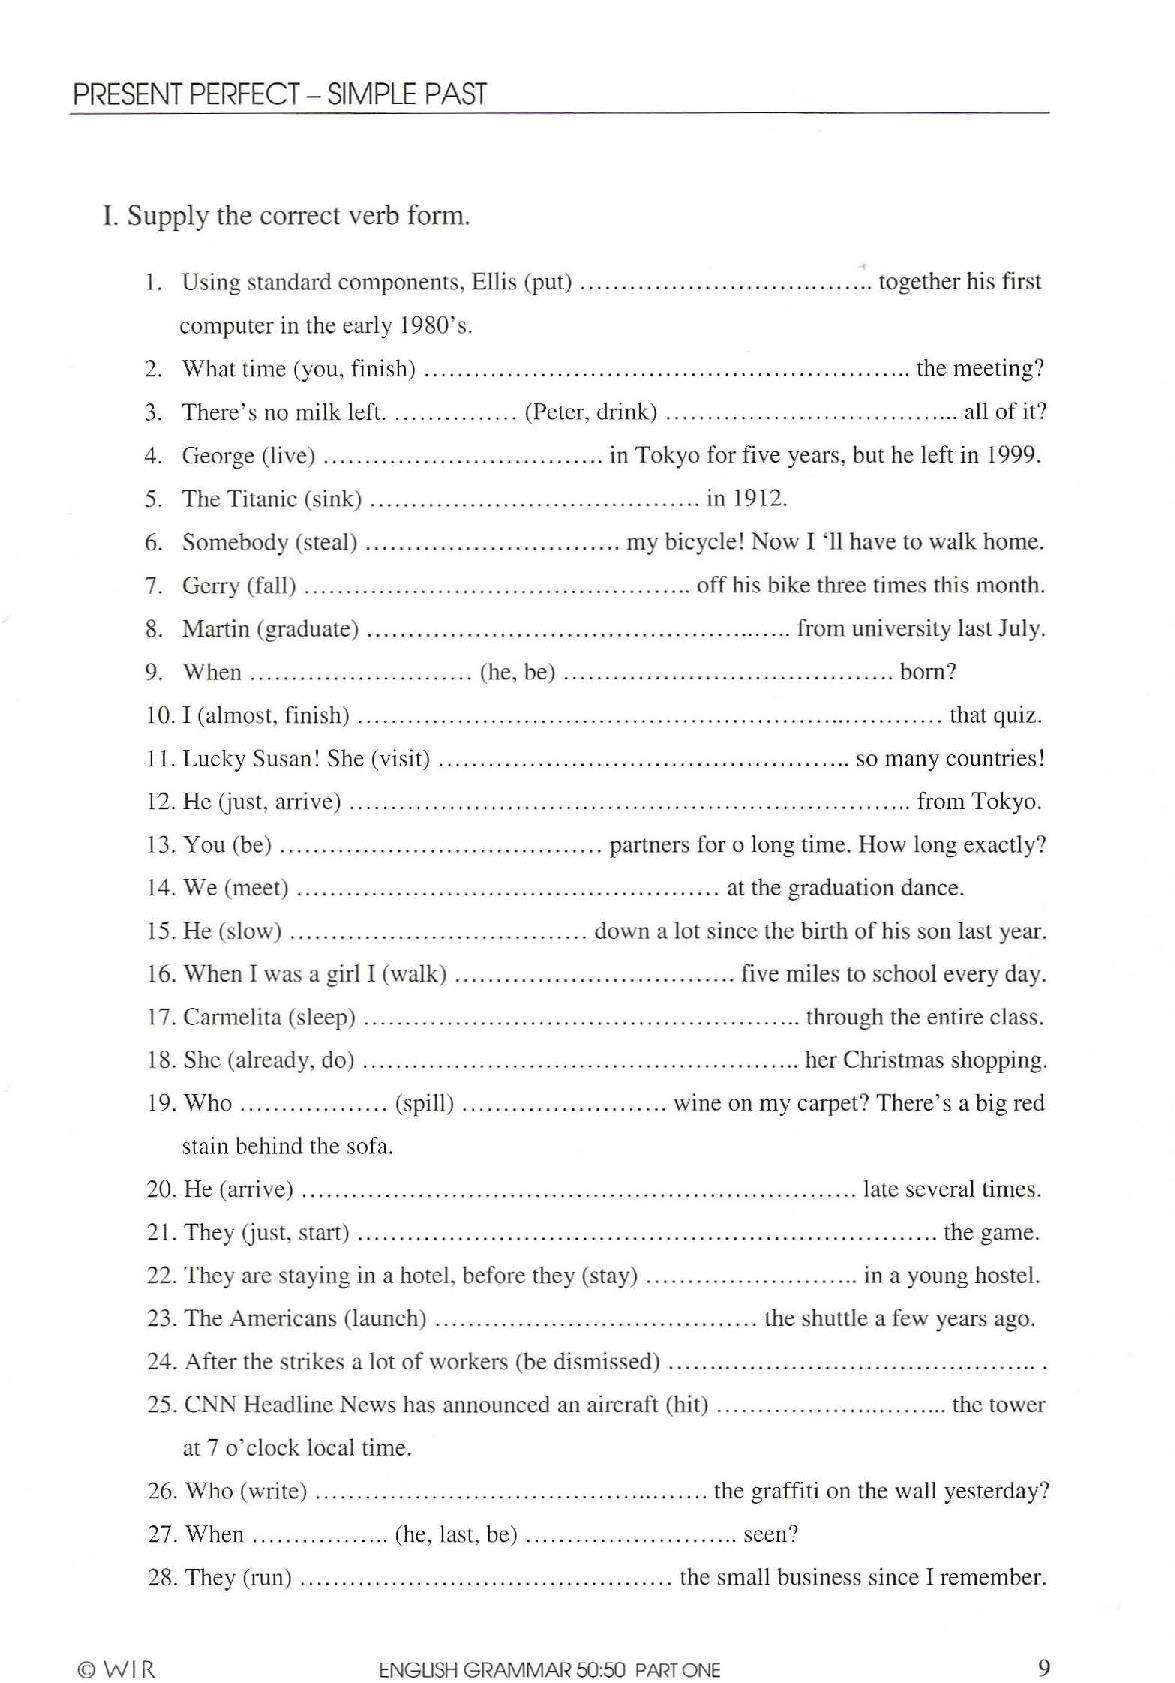 PRESENT PERFECT – SIMPLE PAST
I. Supply the correct verb form.
1. Using standard components, Ellis (put) .................................... together his first
computer in the early 1980's.
2. What time (you, finish) ............................................................ the meeting?
3. There's no milk left. ............... (Peter, drink) .................................... all of it?
4. George (live) .................................. in Tokyo for five years, but he left in 1999.
5. The Titanic (sink) ........................................ in 1912.
6. Somebody (steal) ............................... my bicycle! Now I ‘ll have to walk home.
7. Gerry (fall) ............................................... off his bike three times this month.
8. Martin (graduate) .................................................... from university last July.
9. When ........................... (he, be) ........................................ born?
10. I (almost, finish) ....................................................................... that quiz.
11. Lucky Susan! She (visit) .................................................. so many countries!
12. He (just, arrive) .................................................................... from Tokyo.
13. You (be) ....................................... partners for o long time. How long exactly?
14. We (meet) ................................................... at the graduation dance.
15. He (slow) .................................... down a lot since the birth of his son last year.
16. When I was a girl I (walk) .................................. five miles to school every day.
17. Carmelita (sleep) ..................................................... through the entire class.
18. She (already, do) ..................................................... her Christmas shopping.
19. Who .................. (spill) ......................... wine on my carpet? There's a big red
stain behind the sofa.
20. He (arrive) ................................................................... late several times.
21. They (just, start) ...................................................................... the game.
22. They are staying in a hotel, before they (stay) .......................... in a young hostel.
23. The Americans (launch) ....................................... the shuttle a few years ago.
24. After the strikes a lot of workers (be dismissed) ............................................. .
25. CNN Headline News has announced an aircraft (hit) ............................ the tower
at 7 o'clock local time.
26. Who (write) ................................................ the graffiti on the wall yesterday?
27. When ................. (he, last, be) .......................... seen?
28. They (run) ............................................. the small business since I remember.
© WIR ENGLISH GRAMMAR 50:50 PART ONE 9